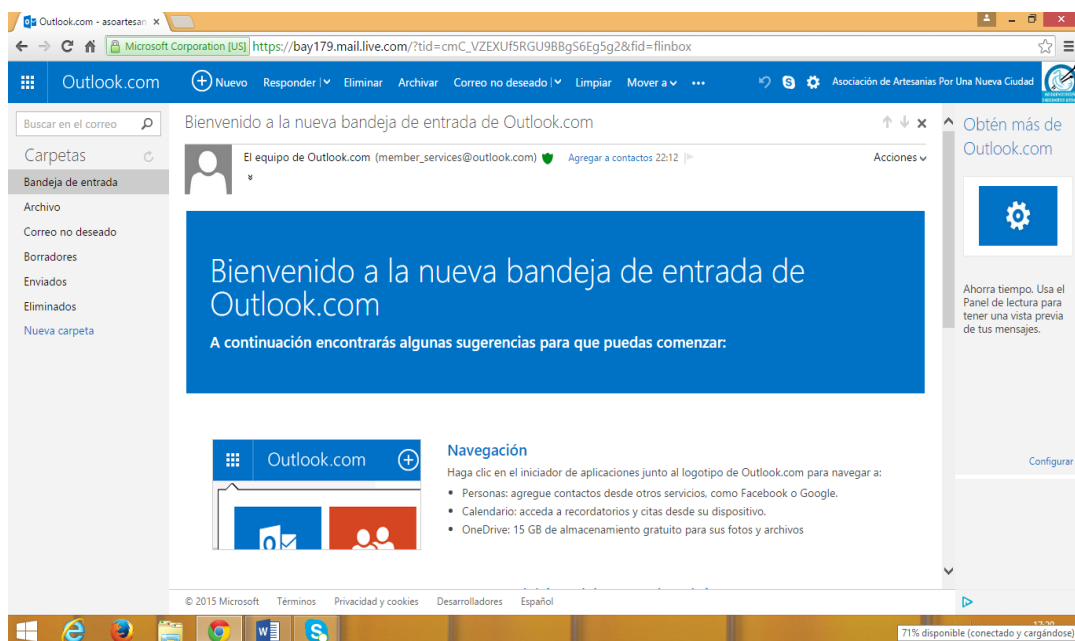 Outlook.com - asoartesan
Microsoft Corporation [US] https://bay179.mail.live.com/?tid=cmC_VZEXUf5RGU9BBgS6Eg5g2&fid=flinbox
Outlook.com Nuevo Responder Eliminar Archivar Correo no deseado Limpiar Mover a ••• Asociación de Artesanias Por Una Nueva Ciudad
Buscar en el correo
Carpetas
Bandeja de entrada
Archivo
Correo no deseado
Borradores
Enviados
Eliminados
Nueva carpeta
Bienvenido a la nueva bandeja de entrada de Outlook.com
El equipo de Outlook.com (member_services@outlook.com) Agregar a contactos 22:12
Acciones
Bienvenido a la nueva bandeja de entrada de
Outlook.com
A continuación encontrarás algunas sugerencias para que puedas comenzar:
Outlook.com
Navegación
Haga clic en el iniciador de aplicaciones junto al logotipo de Outlook.com para navegar a:
• Personas: agregue contactos desde otros servicios, como Facebook o Google.
• Calendario: acceda a recordatorios y citas desde su dispositivo.
• OneDrive: 15 GB de almacenamiento gratuito para sus fotos y archivos
Obtén más de
Outlook.com
Ahorra tiempo. Usa el
Panel de lectura para
tener una vista previa
de tus mensajes.
Configurar
© 2015 Microsoft Términos Privacidad y cookies Desarrolladores Español
71% disponible (conectado y cargándose)